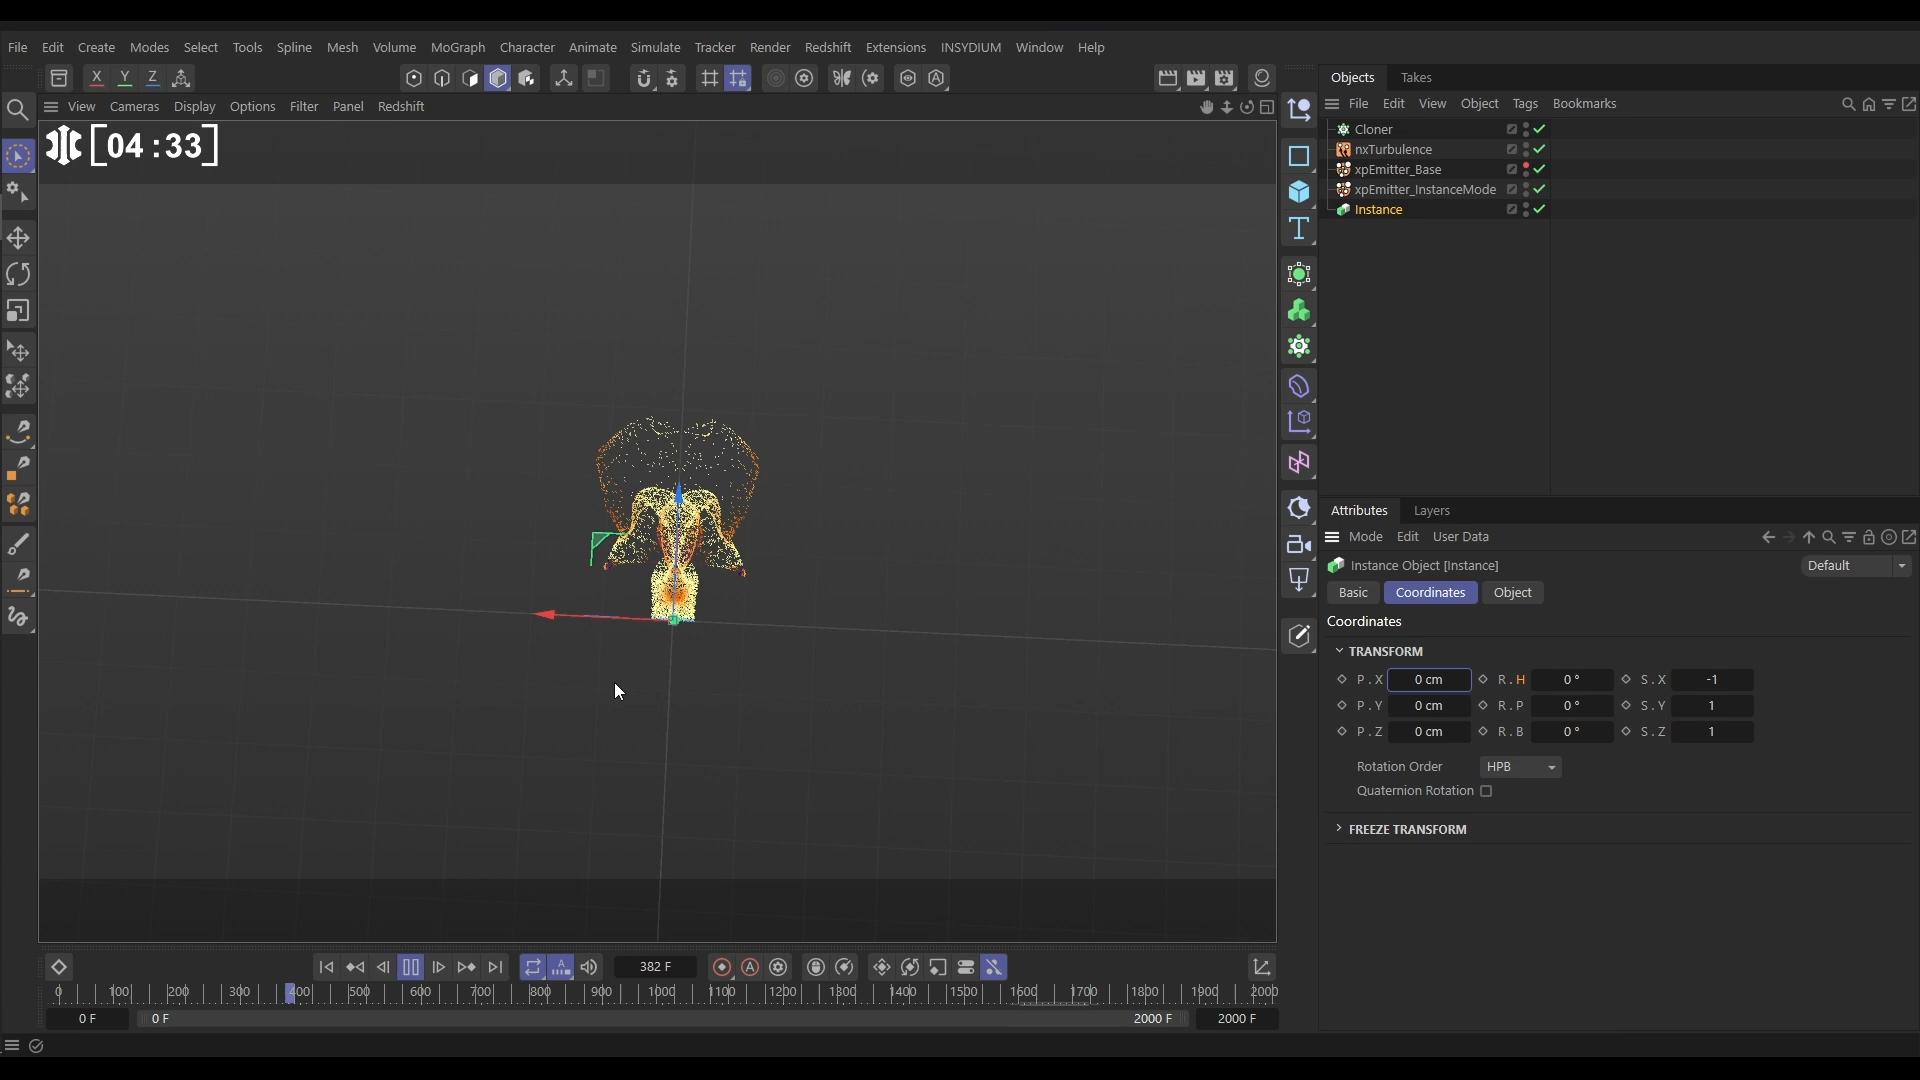 File Edit Create Modes Select Tools Spline Mesh Volume MoGraph Character Animate Simulate Tracker Render Redshift Extensions INSYDIUM Window Help
X Y Z
View Cameras Display Options Filter Panel Redshift
[04:33]
Objects Takes
File Edit View Object Tags Bookmarks
Cloner
nxTurbulence
xpEmitter_Base
xpEmitter_InstanceMode
Instance
Attributes Layers
Mode Edit User Data
Instance Object [Instance] Default
Basic Coordinates Object
Coordinates
TRANSFORM
P . X 0 cm R . H 0 ° S . X -1
P . Y 0 cm R . P 0 ° S . Y 1
P . Z 0 cm R . B 0 ° S . Z 1
Rotation Order HPB
Quaternion Rotation
FREEZE TRANSFORM
382 F
0 100 200 300 400 500 600 700 800 900 1000 1100 1200 1300 1400 1500 1600 1700 1800 1900 2000
0 F 0 F 2000 F 2000 F